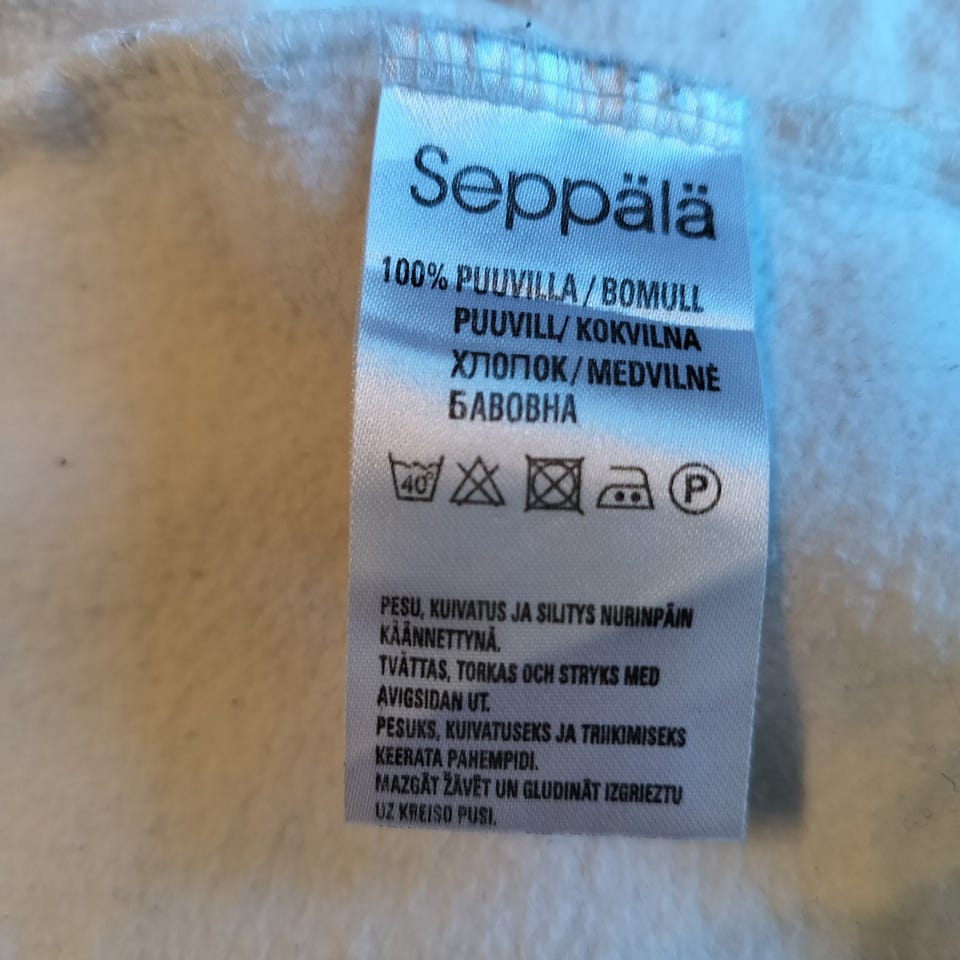 Seppälä
100% PUUVILLA / BOMULL
PUUVILL/ KOKVILNA
ХЛОПОК / MEDVILNĖ
БАВОВНА
40° P
PESU, KUIVATUS JA SILITYS NURINPÄIN
KÄÄNNETTYNÄ.
TVÄTTAS, TORKAS OCH STRYKS MED
AVIGSIDAN UT.
PESUKS, KUIVATUSEKS JA TRIIKIMISEKS
KEERATA PAHEMPIDI.
MAZGĀT ŽĀVĒT UN GLUDINĀT IZGRIEZTU
UZ KREISO PUSI.